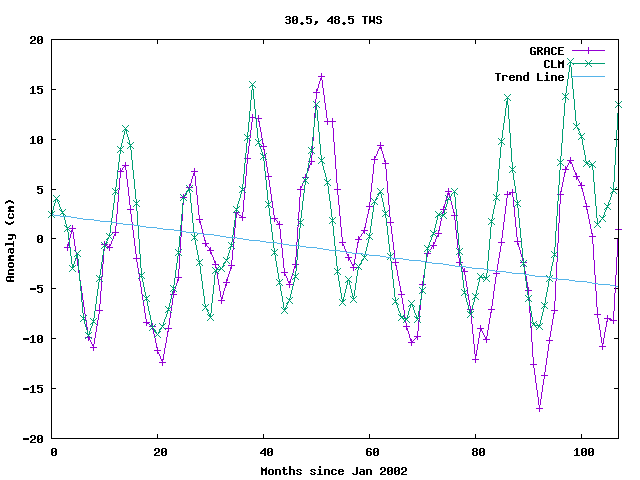 30.5, 48.5 TWS
GRACE
CLM
Trend Line
20
15
10
5
0
-5
-10
-15
-20
Anomaly (cm)
0 20 40 60 80 100
Months since Jan 2002